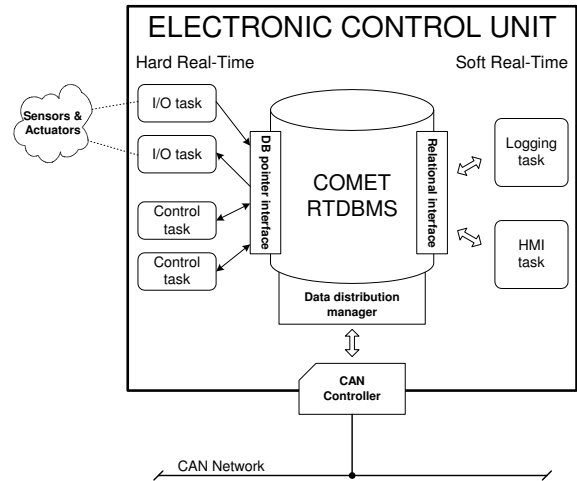 ELECTRONIC CONTROL UNIT
Hard Real-Time
Soft Real-Time
Sensors &
Actuators
I/O task
I/O task
Control
task
Control
task
DB pointer interface
COMET
RTDBMS
Relational interface
Logging
task
HMI
task
Data distribution
manager
CAN
Controller
CAN Network